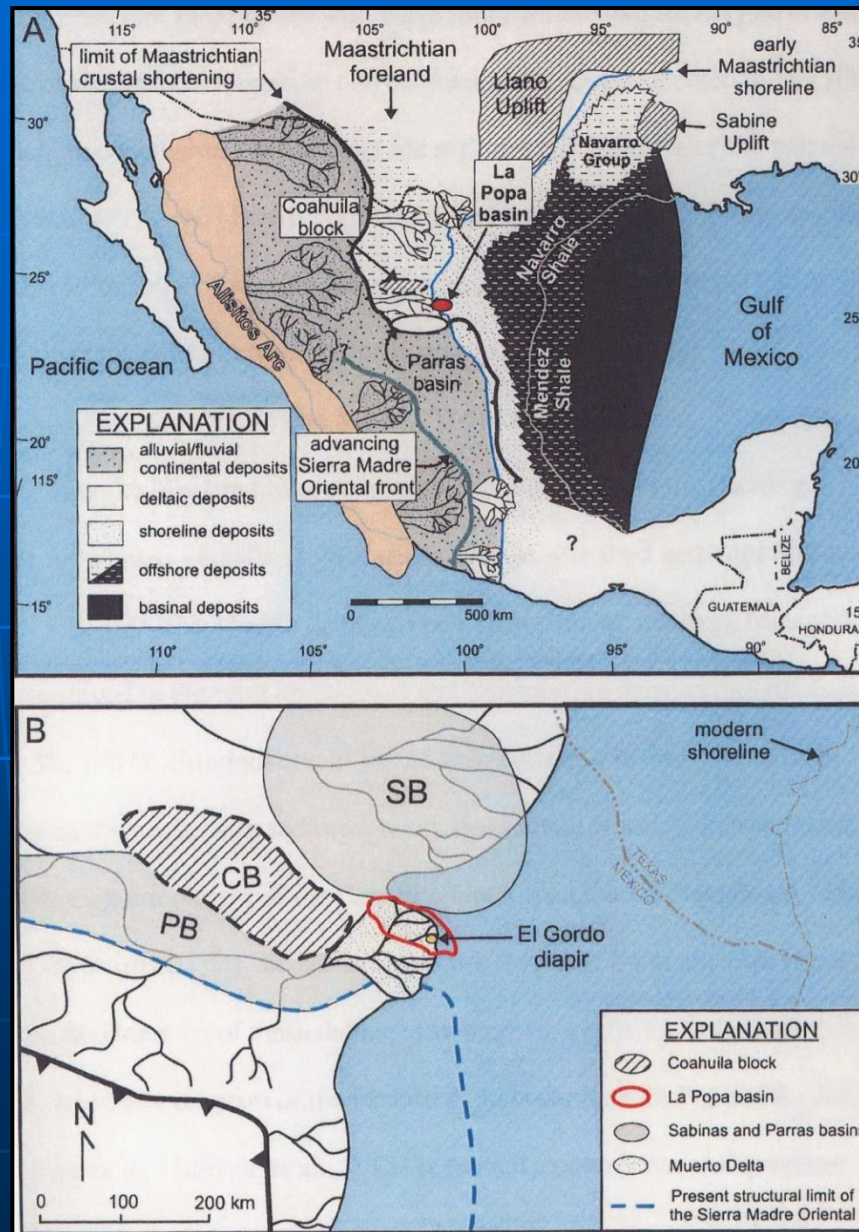 A
115°
110°
35°
105°
100°
95°
90°
85°
35°
limit of Maastrichtian
crustal shortening
Maastrichtian
foreland
early
Maastrichtian
shoreline
Llano
Uplift
Sabine
Uplift
Navarro
Group
30°
30°
La
Popa
basin
Coahuila
block
Navarro
Shale
25°
25°
Alisitos Arc
Gulf
of
Mexico
Pacific Ocean
Parras
basin
Mendez
Shale
EXPLANATION
alluvial/fluvial
continental deposits
deltaic deposits
shoreline deposits
offshore deposits
basinal deposits
advancing
Sierra Madre
Oriental front
20°
115°
20°
?
BELIZE
GUATEMALA
HONDURA
15°
15
0
500 km
110°
105°
100°
95°
90°
B
modern
shoreline
SB
CB
PB
TEXAS
MEXICO
El Gordo
diapir
N
0 100 200 km
EXPLANATION
Coahuila block
La Popa basin
Sabinas and Parras basins
Muerto Delta
Present structural limit of
the Sierra Madre Oriental